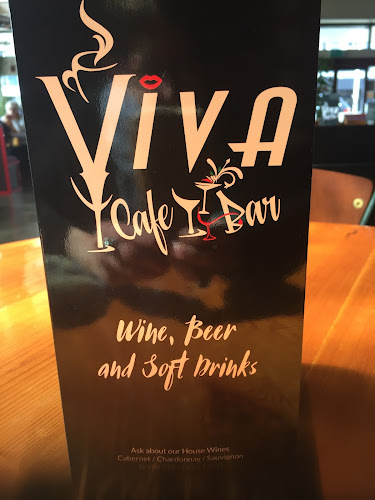 ViVA
Cafe Bar
Wine, Beer
and Soft Drinks
Ask about our House Wines
Cabernet / Chardonnay / Sauvignon